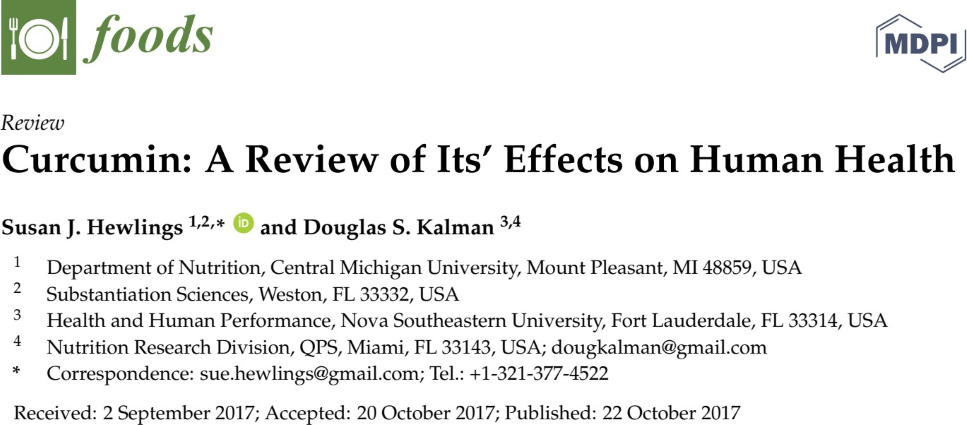 foods
MDPI
Review
Curcumin: A Review of Its’ Effects on Human Health
Susan J. Hewlings 1,2,* iD and Douglas S. Kalman 3,4
1 Department of Nutrition, Central Michigan University, Mount Pleasant, MI 48859, USA
2 Substantiation Sciences, Weston, FL 33332, USA
3 Health and Human Performance, Nova Southeastern University, Fort Lauderdale, FL 33314, USA
4 Nutrition Research Division, QPS, Miami, FL 33143, USA; dougkalman@gmail.com
* Correspondence: sue.hewlings@gmail.com; Tel.: +1-321-377-4522
Received: 2 September 2017; Accepted: 20 October 2017; Published: 22 October 2017